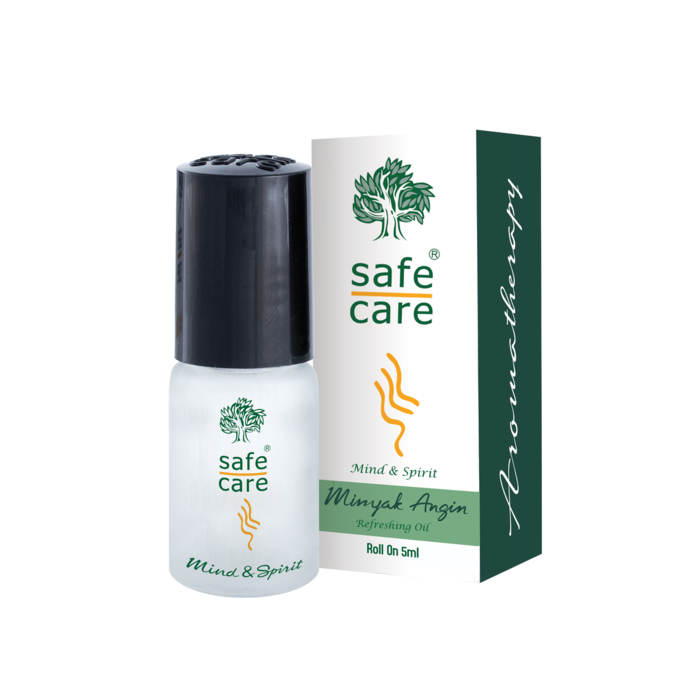 safe
care
®
Mind & Spirit
safe
care
®
Mind & Spirit
Minyak Angin
Refreshing Oil
Roll On 5ml
Aromatherapy